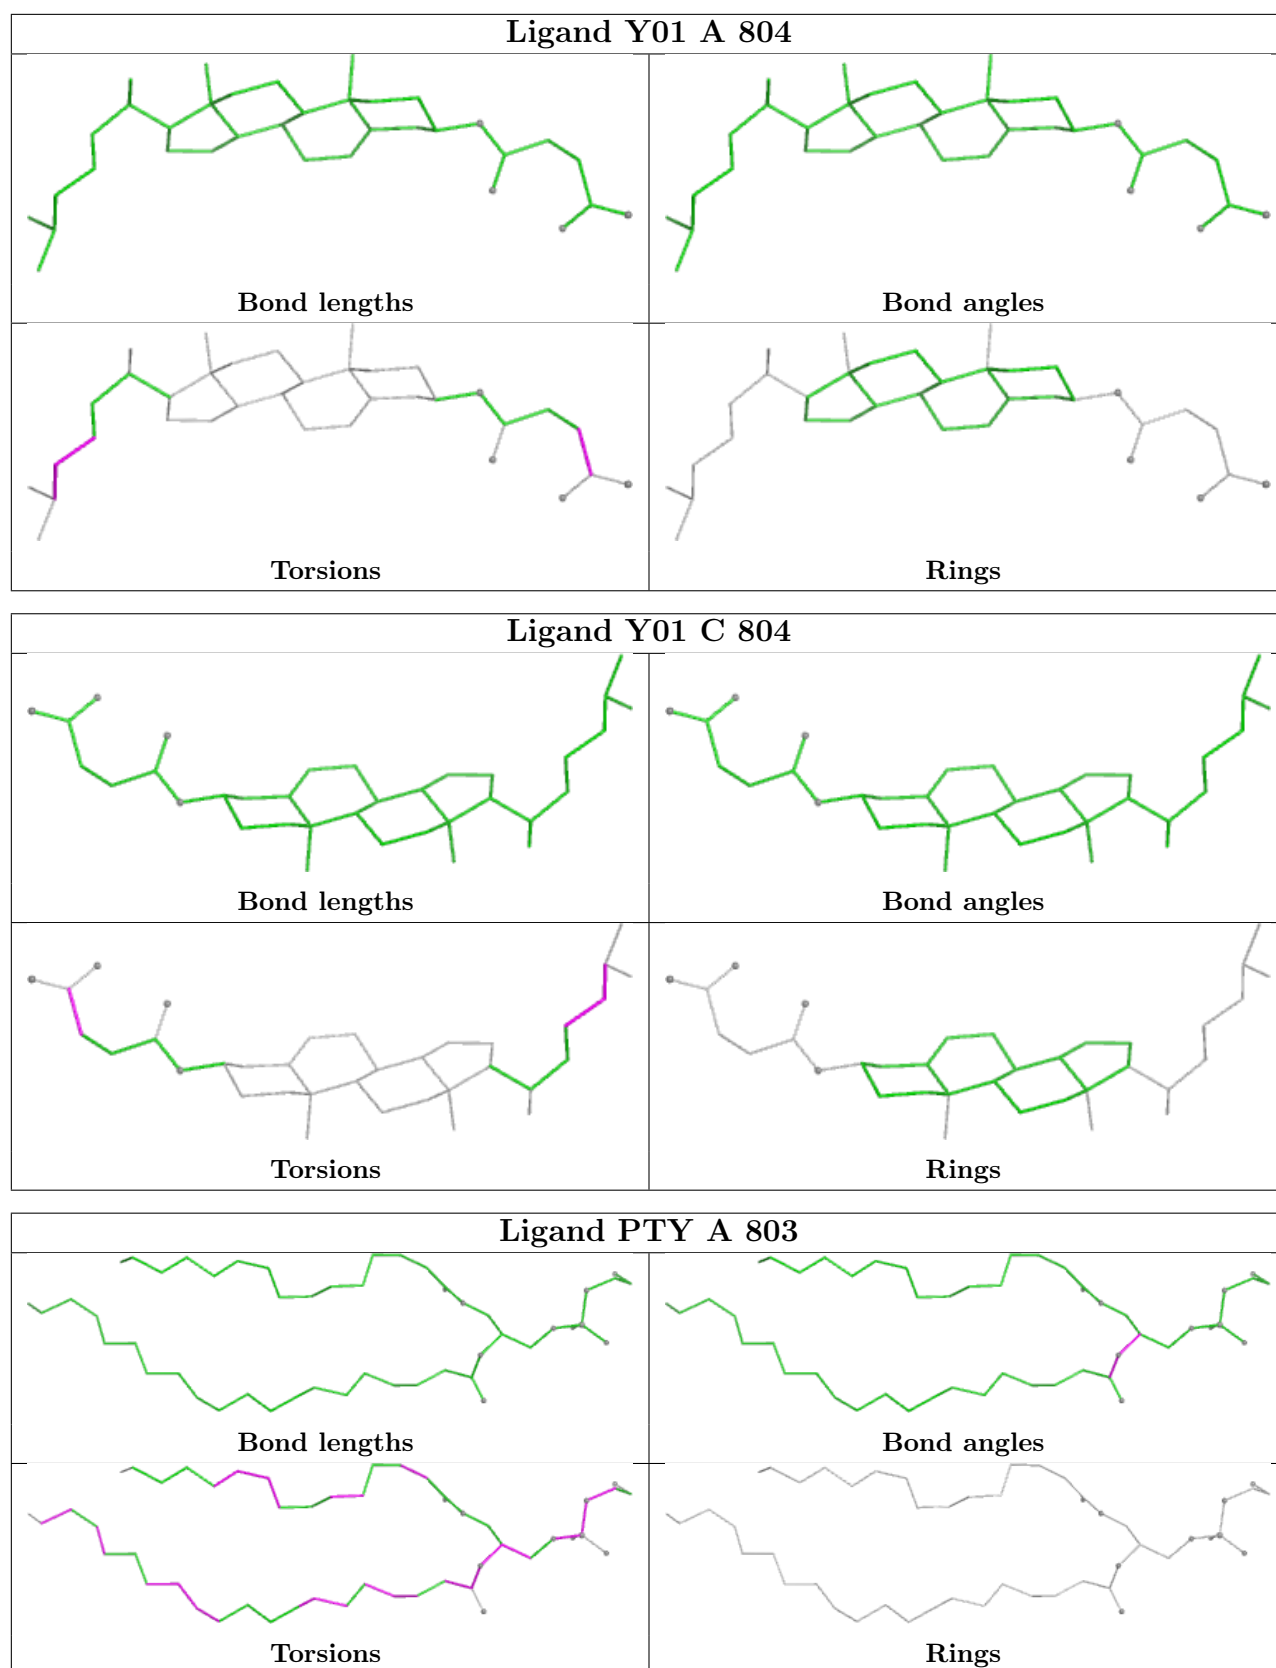 Ligand Y01 A 804
Bond lengths
Bond angles
Torsions
Rings
Ligand Y01 C 804
Bond lengths
Bond angles
Torsions
Rings
Ligand PTY A 803
Bond lengths
Bond angles
Torsions
Rings